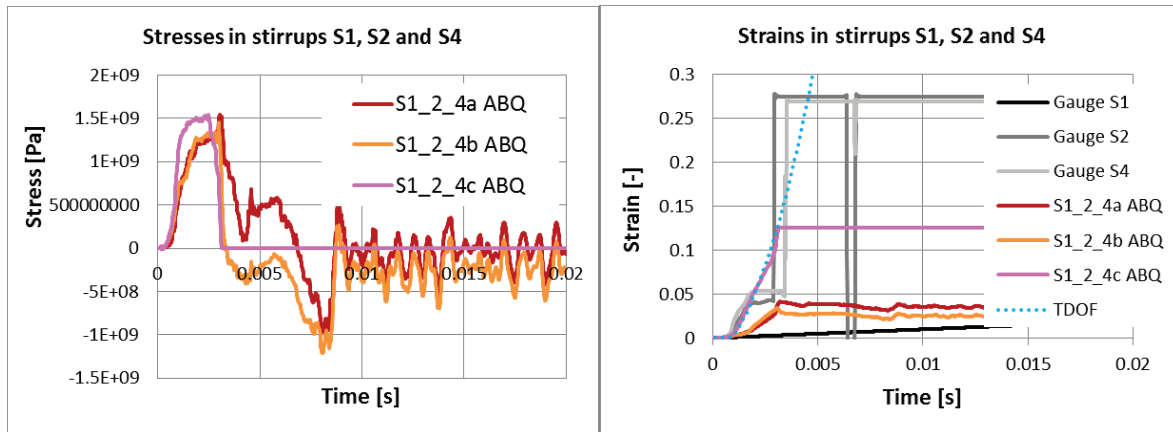 Stresses in stirrups S1, S2 and S4
2E+09
1.5E+09
1E+09
500000000
0
-5E+08
-1E+09
-1.5E+09
Stress [Pa]
0
0.005
0.01
0.015
0.02
Time [s]
S1_2_4a ABQ
S1_2_4b ABQ
S1_2_4c ABQ
Strains in stirrups S1, S2 and S4
0.3
0.25
0.2
0.15
0.1
0.05
0
Strain [-]
0
0.005
0.01
0.015
0.02
Time [s]
Gauge S1
Gauge S2
Gauge S4
S1_2_4a ABQ
S1_2_4b ABQ
S1_2_4c ABQ
TDOF